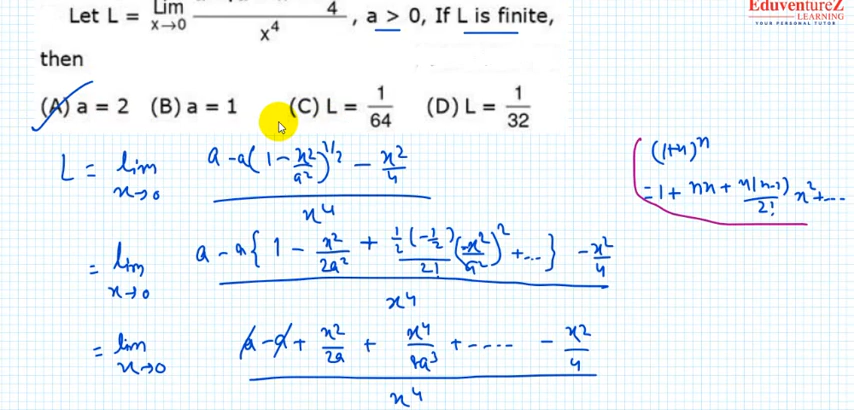 EduventureZ
LEARNING
YOUR PERSONAL TUTOR
Let L = Lim x→0 4 / x⁴ , a > 0, If L is finite,
then
(A) a = 2 (B) a = 1 (C) L = 1/64 (D) L = 1/32
L = lim x→0 (a - a(1 - x²/a²)^1/2 - x²/4) / x⁴
(1+x)ⁿ
= 1 + nx + n(n-1)/2! x² + ...
= lim x→0 (a - a{1 - x²/2a² + 1/2(-1/2)/2! (-x²/a²)² + ...} - x²/4) / x⁴
= lim x→0 (a - a + x²/2a + x⁴/8a³ + ---- - x²/4) / x⁴